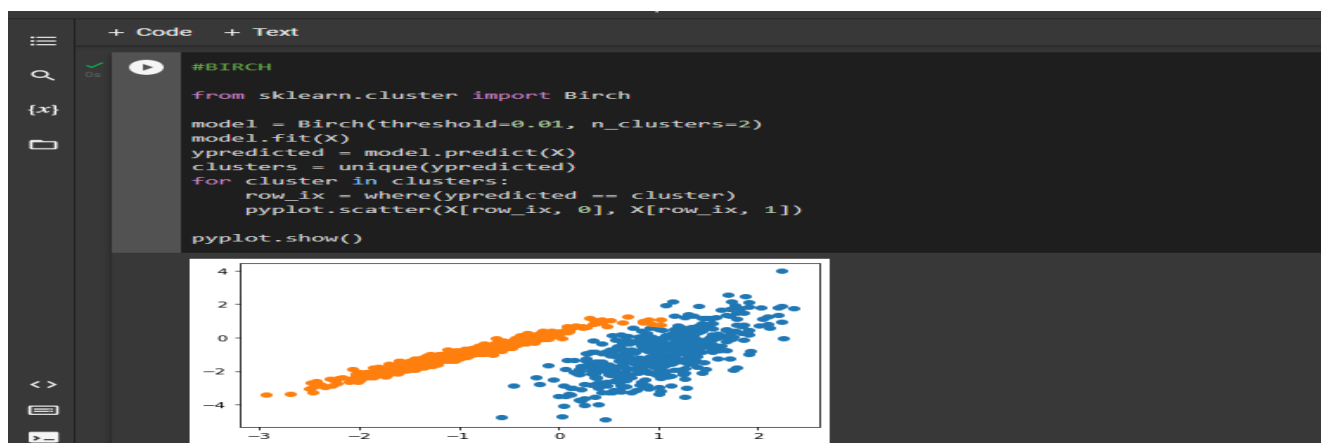 + Code + Text
{x}
0s
#BIRCH
from sklearn.cluster import Birch
model = Birch(threshold=0.01, n_clusters=2)
model.fit(X)
ypredicted = model.predict(X)
clusters = unique(ypredicted)
for cluster in clusters:
    row_ix = where(ypredicted == cluster)
    pyplot.scatter(X[row_ix, 0], X[row_ix, 1])
pyplot.show()
4
2
0
−2
−4
−3 −2 −1 0 1 2